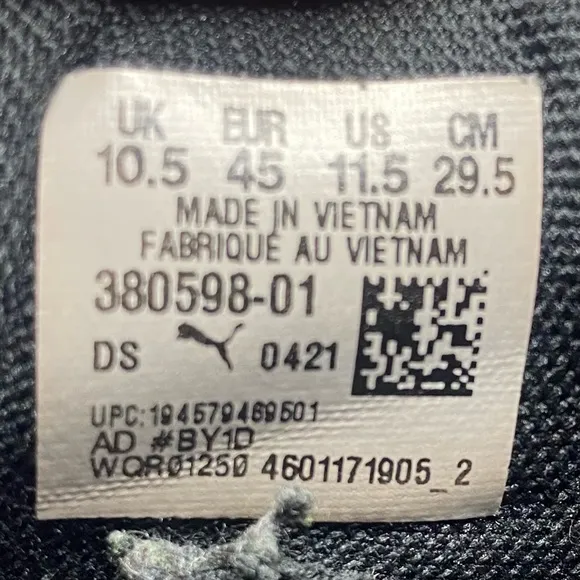 UK EUR US CM
10.5 45 11.5 29.5
MADE IN VIETNAM
FABRIQUÉ AU VIETNAM
380598-01
DS 0421
UPC:194579469501
AD #BY1D
WQR01250 4601171905_2